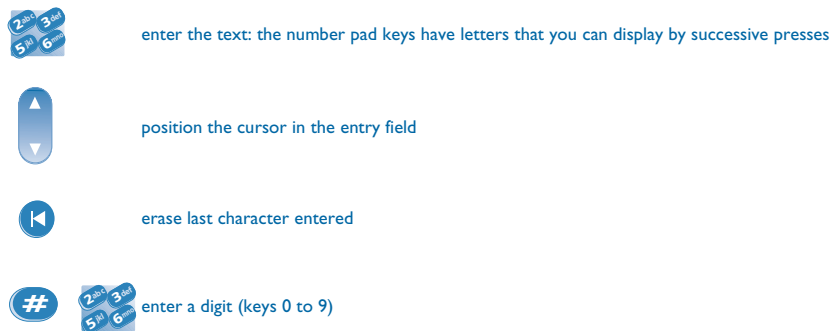 2abc 3def
5jkl 6mno
enter the text: the number pad keys have letters that you can display by successive presses
position the cursor in the entry field
erase last character entered
#
2abc 3def
5jkl 6mno
enter a digit (keys 0 to 9)